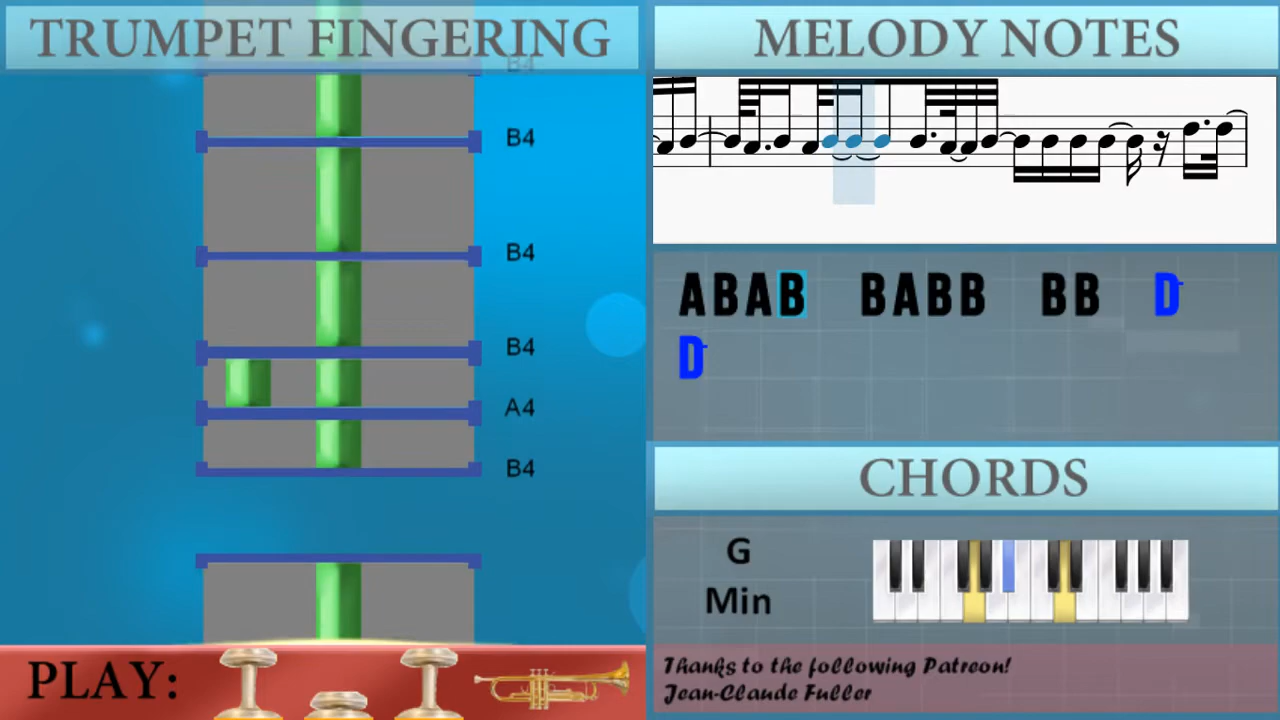 TRUMPET FINGERING
B4
B4
B4
B4
A4
B4
PLAY:
MELODY NOTES
ABAB BABB BB D
D
CHORDS
G
Min
Thanks to the following Patreon!
Jean-Claude Fuller